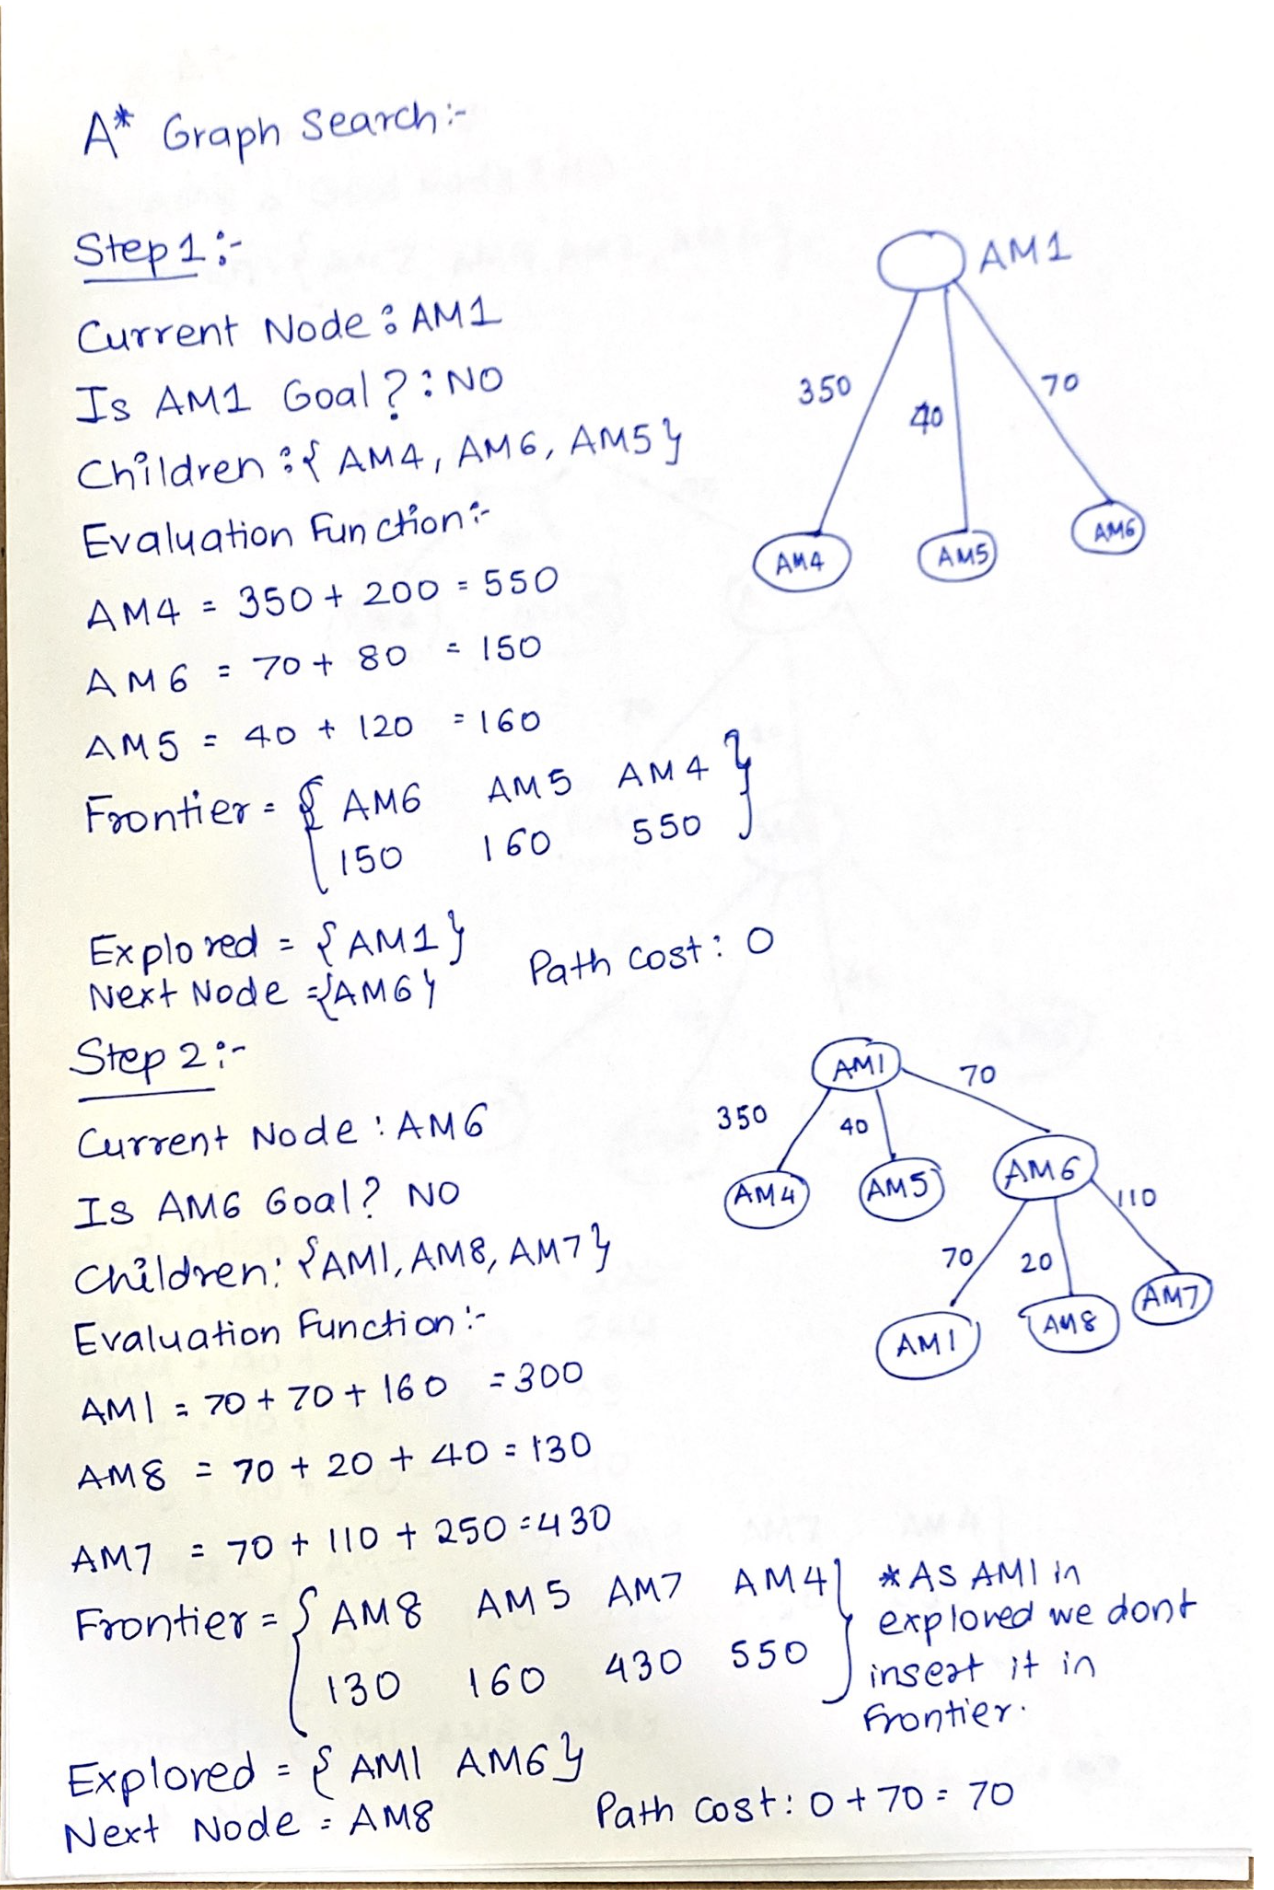 A* Graph Search:-
Step 1:-
Current Node : AM1
Is AM1 Goal? : NO
Children : { AM4, AM6, AM5 }
Evaluation Function:-
AM4 = 350 + 200 = 550
AM6 = 70 + 80 = 150
AM5 = 40 + 120 = 160
Frontier = { AM6 AM5 AM4 }
150 160 550
Explored = { AM1 }
Next Node = {AM6}
Path cost : 0
AM1
350
40
70
AM4
AM5
AM6
Step 2:-
Current Node : AM6
Is AM6 Goal? NO
Children: {AM1, AM8, AM7}
Evaluation Function:-
AM1 = 70 + 70 + 160 = 300
AM8 = 70 + 20 + 40 = 130
AM7 = 70 + 110 + 250 = 430
Frontier = { AM8 AM5 AM7 AM4 }
130 160 430 550
* As AM1 in
explored we dont
insert it in
Frontier.
Explored = { AM1 AM6 }
Next Node = AM8
Path cost: 0 + 70 = 70
AM1
70
350
40
AM4
AM5
AM6
110
70
20
AM1
AM8
AM7